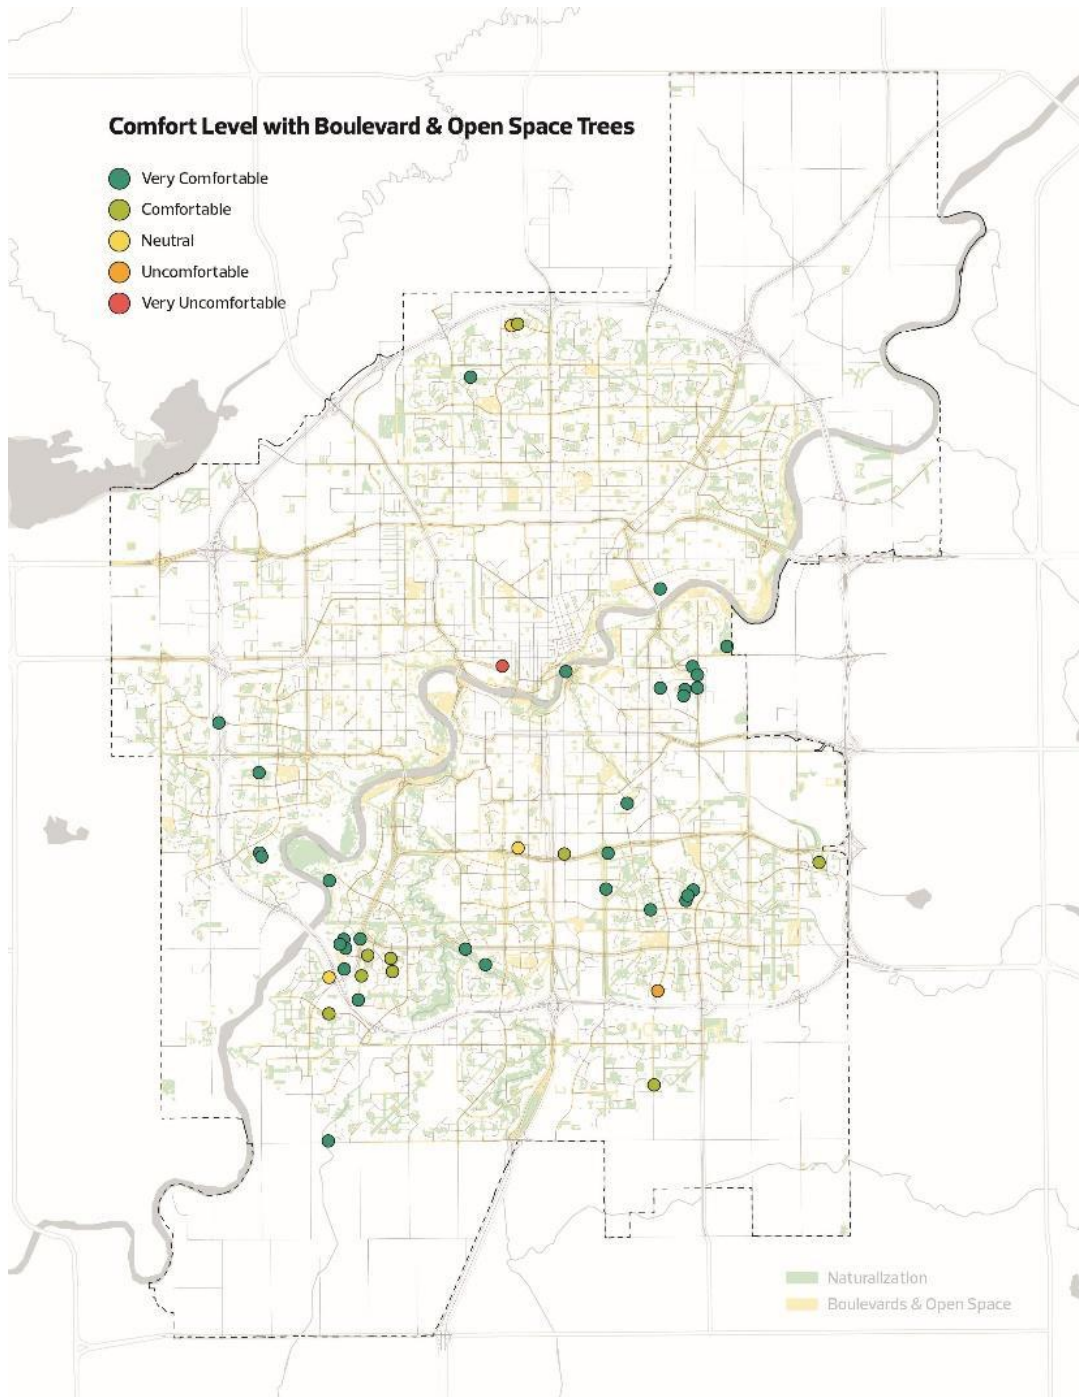 Comfort Level with Boulevard & Open Space Trees
Very Comfortable
Comfortable
Neutral
Uncomfortable
Very Uncomfortable
Naturalization
Boulevards & Open Space